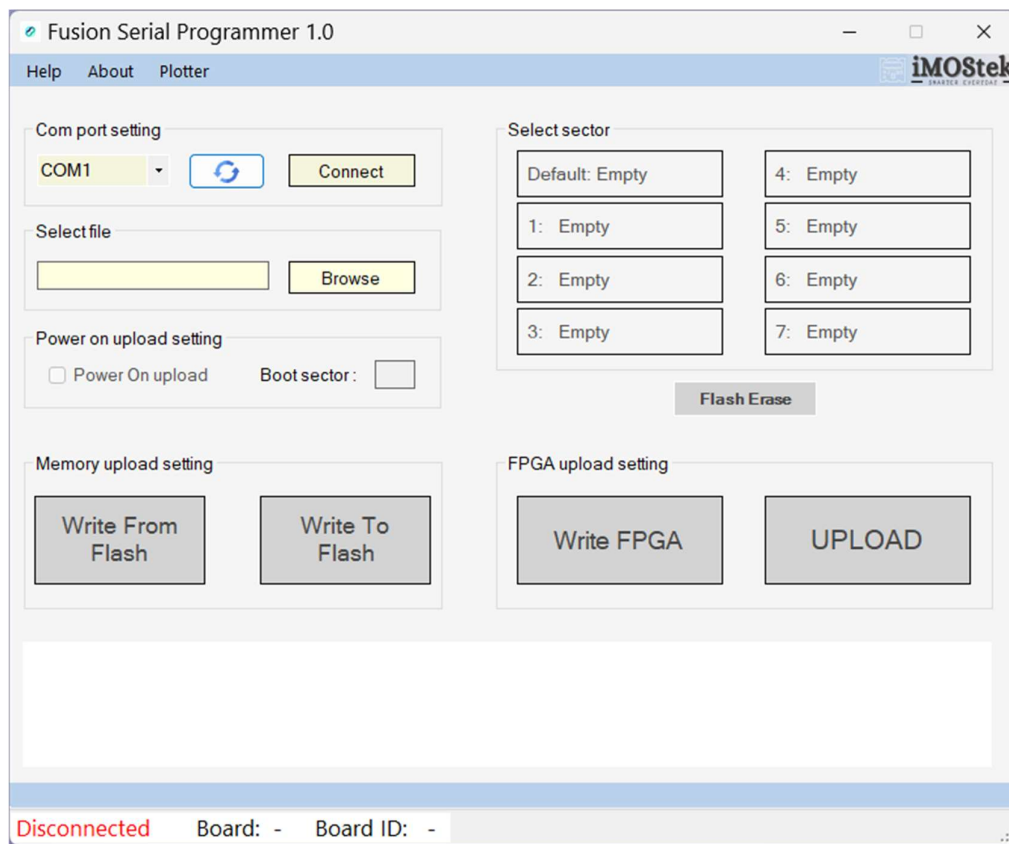 Fusion Serial Programmer 1.0
Help About Plotter
iMOStek
SMARTER EVERYDAY
Com port setting
COM1
Connect
Select file
Browse
Power on upload setting
Power On upload
Boot sector :
Select sector
Default: Empty
1: Empty
2: Empty
3: Empty
4: Empty
5: Empty
6: Empty
7: Empty
Flash Erase
Memory upload setting
Write From
Flash
Write To
Flash
FPGA upload setting
Write FPGA
UPLOAD
Disconnected Board: - Board ID: -